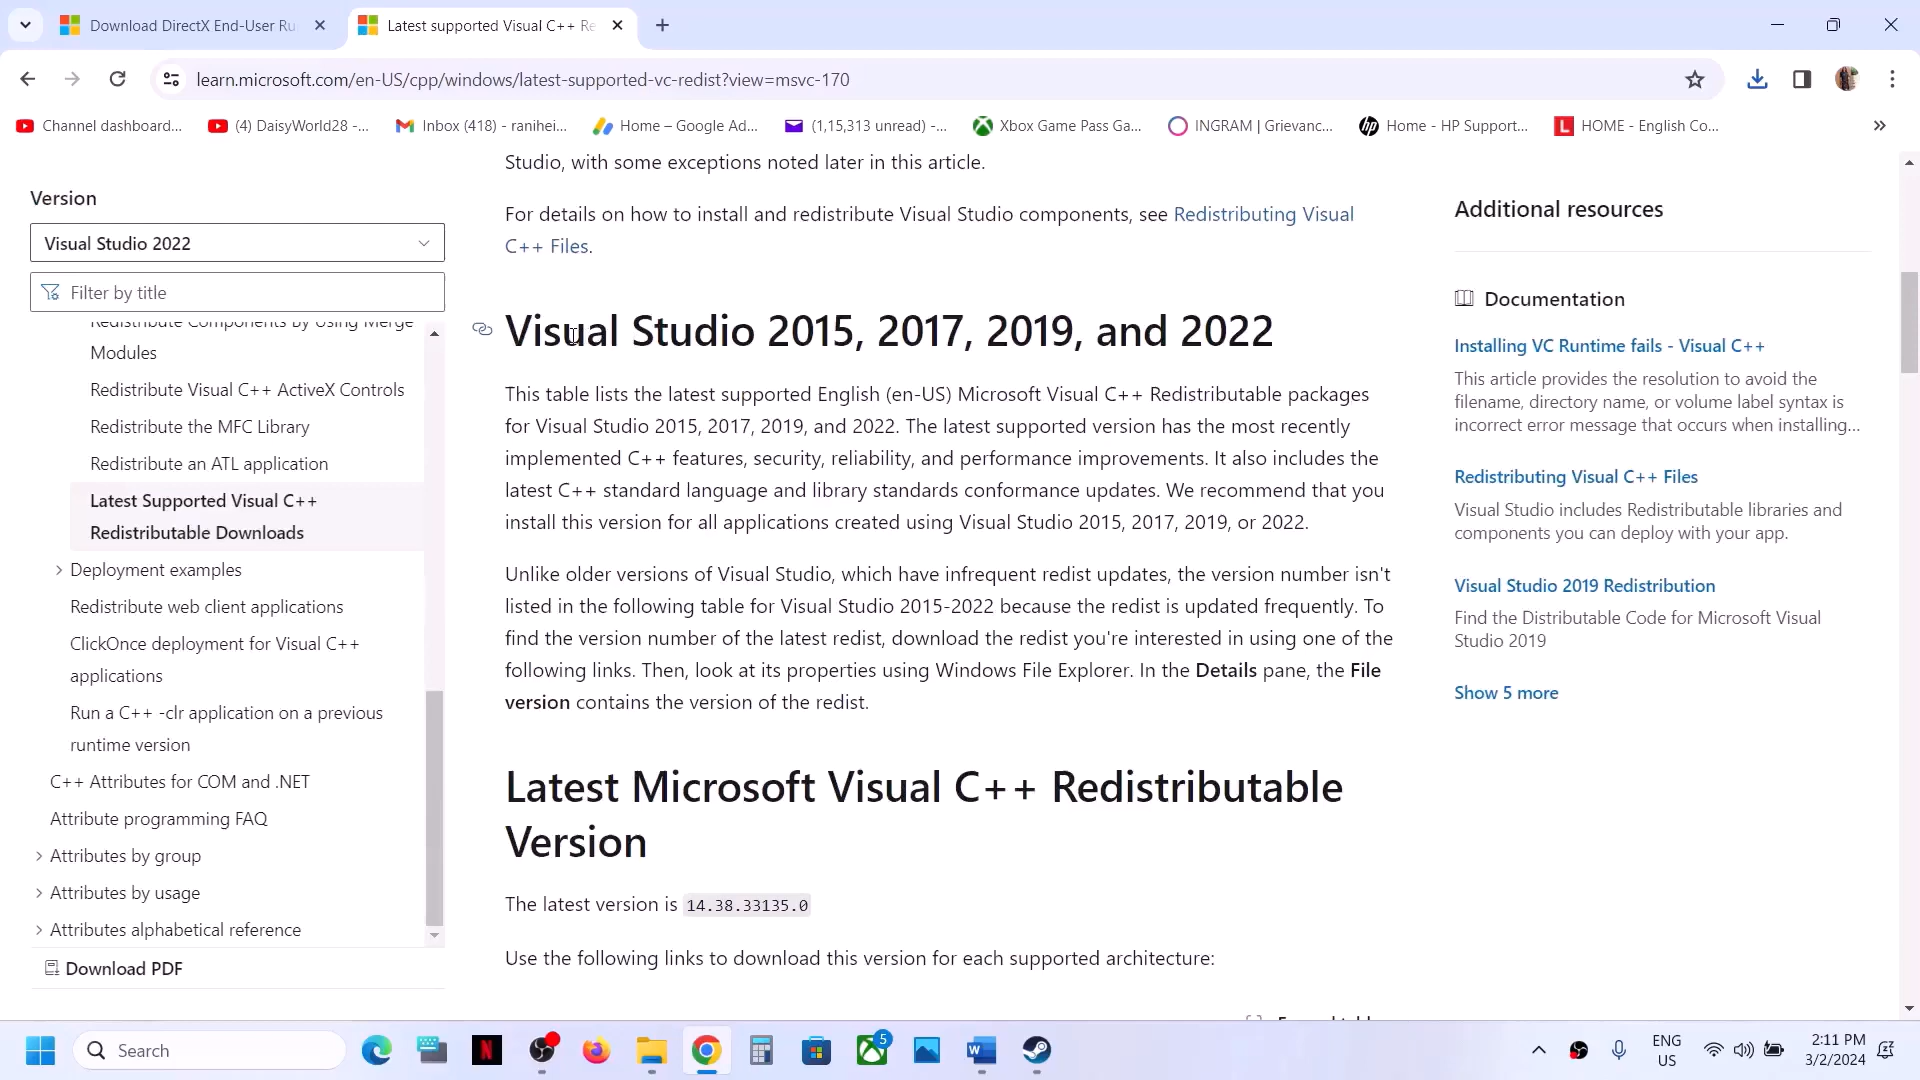 Download DirectX End-User Ru
Latest supported Visual C++ Re
learn.microsoft.com/en-US/cpp/windows/latest-supported-vc-redist?view=msvc-170
Channel dashboard...
(4) DaisyWorld28 -...
Inbox (418) - ranihei...
Home – Google Ad...
(1,15,313 unread) -...
Xbox Game Pass Ga...
INGRAM | Grievanc...
Home - HP Support...
HOME - English Co...
Version
Visual Studio 2022
Filter by title
Redistribute Components By Using Merge
Modules
Redistribute Visual C++ ActiveX Controls
Redistribute the MFC Library
Redistribute an ATL application
Latest Supported Visual C++
Redistributable Downloads
Deployment examples
Redistribute web client applications
ClickOnce deployment for Visual C++
applications
Run a C++ -clr application on a previous
runtime version
C++ Attributes for COM and .NET
Attribute programming FAQ
Attributes by group
Attributes by usage
Attributes alphabetical reference
Download PDF
Studio, with some exceptions noted later in this article.
For details on how to install and redistribute Visual Studio components, see Redistributing Visual
C++ Files.
Visual Studio 2015, 2017, 2019, and 2022
This table lists the latest supported English (en-US) Microsoft Visual C++ Redistributable packages
for Visual Studio 2015, 2017, 2019, and 2022. The latest supported version has the most recently
implemented C++ features, security, reliability, and performance improvements. It also includes the
latest C++ standard language and library standards conformance updates. We recommend that you
install this version for all applications created using Visual Studio 2015, 2017, 2019, or 2022.
Unlike older versions of Visual Studio, which have infrequent redist updates, the version number isn't
listed in the following table for Visual Studio 2015-2022 because the redist is updated frequently. To
find the version number of the latest redist, download the redist you're interested in using one of the
following links. Then, look at its properties using Windows File Explorer. In the Details pane, the File
version contains the version of the redist.
Latest Microsoft Visual C++ Redistributable
Version
The latest version is 14.38.33135.0
Use the following links to download this version for each supported architecture:
Additional resources
Documentation
Installing VC Runtime fails - Visual C++
This article provides the resolution to avoid the
filename, directory name, or volume label syntax is
incorrect error message that occurs when installing...
Redistributing Visual C++ Files
Visual Studio includes Redistributable libraries and
components you can deploy with your app.
Visual Studio 2019 Redistribution
Find the Distributable Code for Microsoft Visual
Studio 2019
Show 5 more
Search
5
ENG
US
2:11 PM
3/2/2024